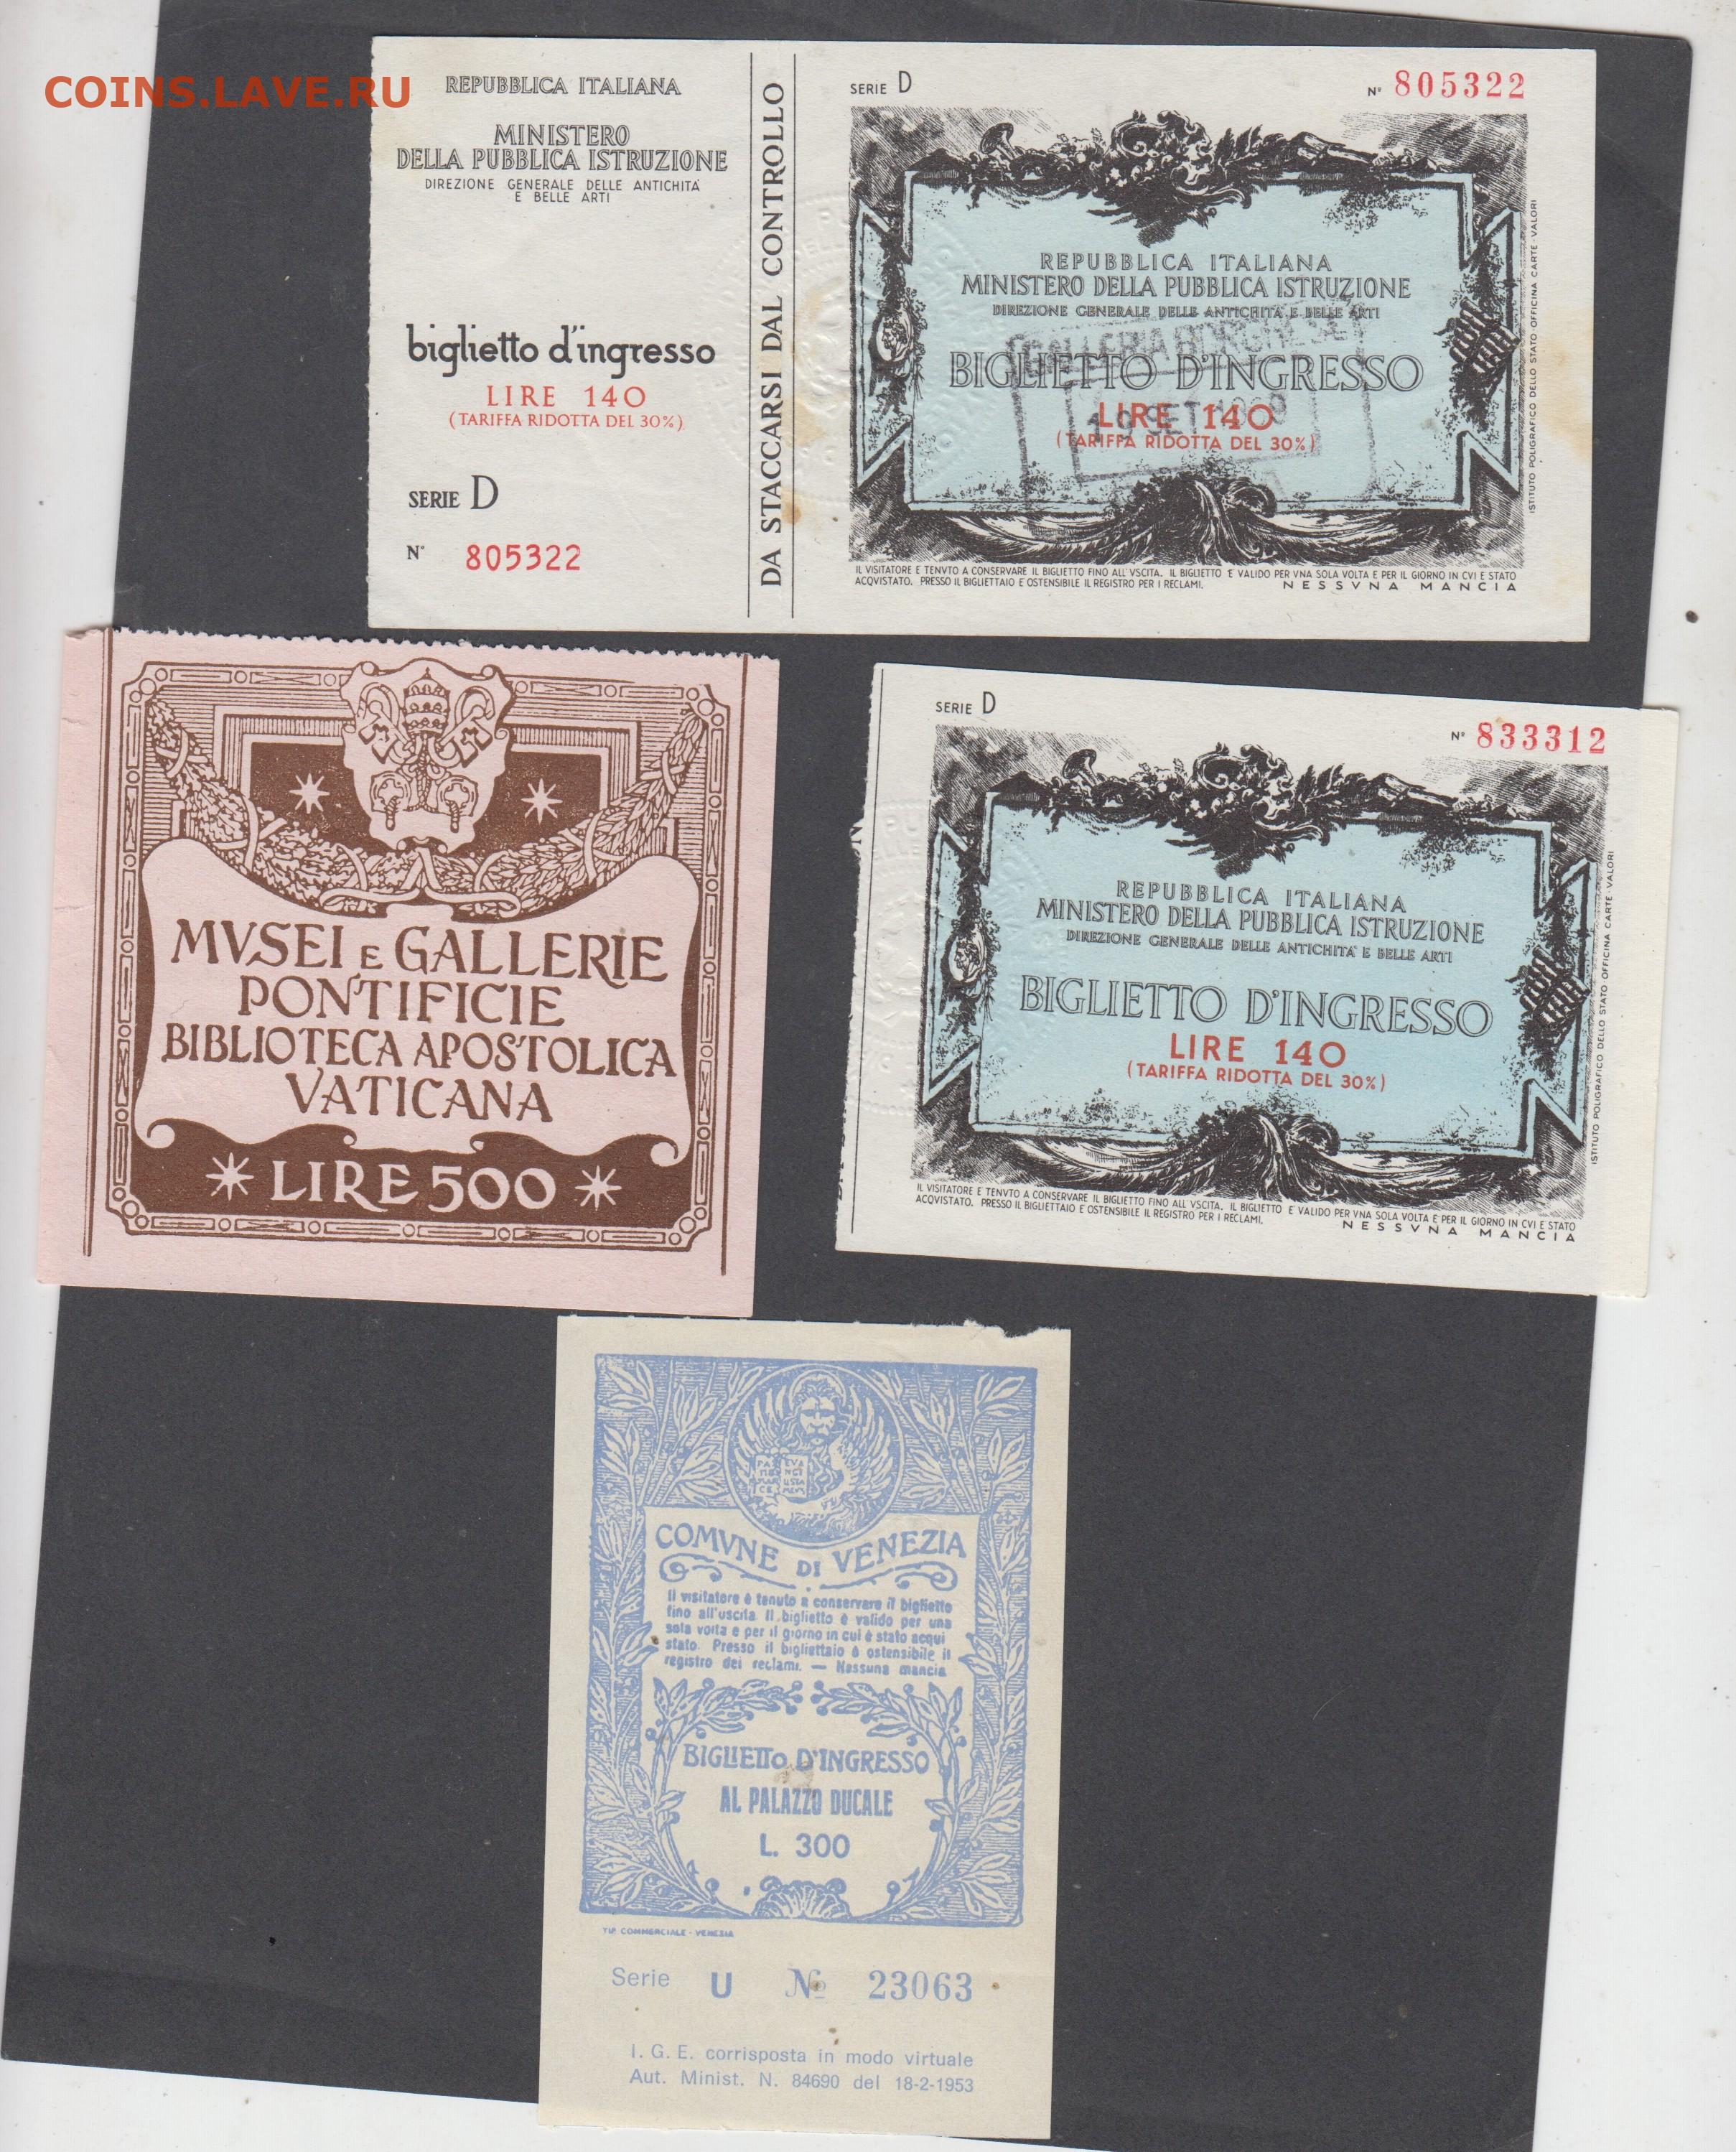 COINS.LAVE.RU
REPUBBLICA ITALIANA
MINISTERO
DELLA PUBBLICA ISTRUZIONE
DIREZIONE GENERALE DELLE ANTICHITA'
E BELLE ARTI
biglietto d'ingresso
LIRE 140
(TARIFFA RIDOTTA DEL 30%)
SERIE D
N° 805322
DA STACCARSI DAL CONTROLLO
SERIE D
N° 805322
REPUBBLICA ITALIANA
MINISTERO DELLA PUBBLICA ISTRUZIONE
DIREZIONE GENERALE DELLE ANTICHITA' E BELLE ARTI
GALLERIA BORGHESE
BIGLIETTO D'INGRESSO
LIRE 140
19 SET
(TARIFFA RIDOTTA DEL 30%)
IL VISITATORE E TENVTO A CONSERVARE IL BIGLIETTO FINO ALL'VSCITA. IL BIGLIETTO E' VALIDO PER VNA SOLA VOLTA E PER IL GIORNO IN CVI E STATO
ACQVISTATO. PRESSO IL BIGLIETTAIO E OSTENSIBILE IL REGISTRO PER I RECLAMI. NESSVNA MANCIA
ISTITUTO POLIGRAFICO DELLO STATO OFFICINA CARTE-VALORI
MVSEI E GALLERIE
PONTIFICIE
BIBLIOTECA APOSTOLICA
VATICANA
LIRE 500
SERIE D
N° 833312
REPUBBLICA ITALIANA
MINISTERO DELLA PUBBLICA ISTRUZIONE
DIREZIONE GENERALE DELLE ANTICHITA' E BELLE ARTI
BIGLIETTO D'INGRESSO
LIRE 140
(TARIFFA RIDOTTA DEL 30%)
IL VISITATORE E TENVTO A CONSERVARE IL BIGLIETTO FINO ALL'VSCITA. IL BIGLIETTO E' VALIDO PER VNA SOLA VOLTA E PER IL GIORNO IN CVI E STATO
ACQVISTATO. PRESSO IL BIGLIETTAIO E OSTENSIBILE IL REGISTRO PER I RECLAMI. NESSVNA MANCIA
ISTITUTO POLIGRAFICO DELLO STATO OFFICINA CARTE-VALORI
COMVNE DI VENEZIA
Il visitatore è tenuto a conservare il biglietto
fino all'uscita. Il biglietto è valido per una
sola volta e per il giorno in cui è stato acqui
stato. Presso il bigliettaio è ostensibile il
registro dei reclami. — Nessuna mancia
BIGLIETTO D'INGRESSO
AL PALAZZO DUCALE
L. 300
TIP. COMMERCIALE - VENEZIA
Serie U № 23063
I. G. E. corrisposta in modo virtuale
Aut. Minist. N. 84690 del 18-2-1953